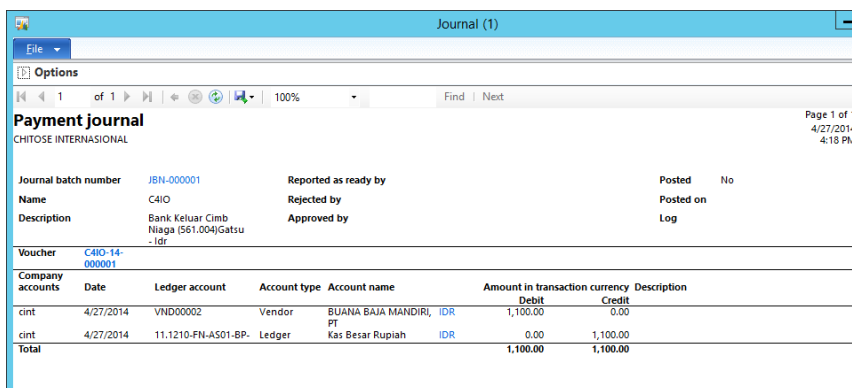 Journal (1)
File
Options
1 of 1 100% Find | Next
Payment journal
Page 1 of 1
CHITOSE INTERNASIONAL
4/27/2014
4:18 PM
Journal batch number JBN-000001 Reported as ready by Posted No
Name C4IO Rejected by Posted on
Description Bank Keluar Cimb Approved by Log
Niaga (561.004)Gatsu
- Idr
Voucher C4IO-14-
000001
Company
accounts Date Ledger account Account type Account name Amount in transaction currency Description
Debit Credit
cint 4/27/2014 VND00002 Vendor BUANA BAJA MANDIRI, IDR 1,100.00 0.00
PT
cint 4/27/2014 11.1210-FN-AS01-BP- Ledger Kas Besar Rupiah IDR 0.00 1,100.00
Total 1,100.00 1,100.00